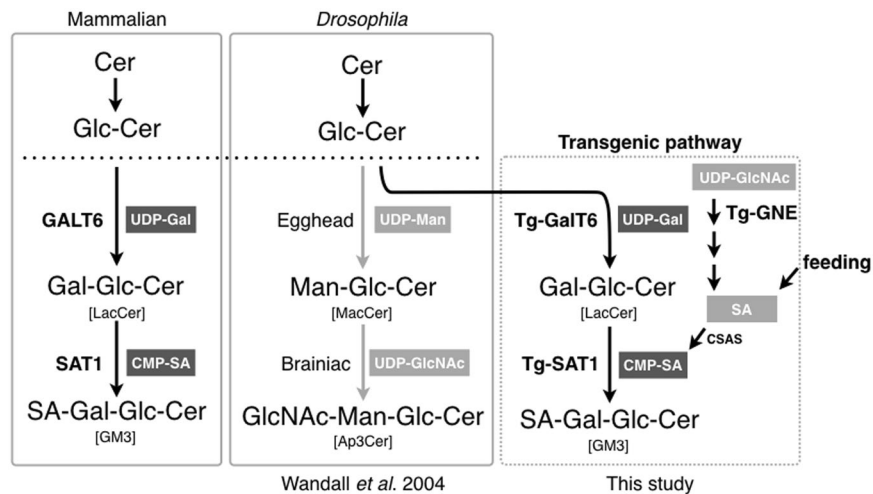 Mammalian
Cer
Glc-Cer
GALT6
UDP-Gal
Gal-Glc-Cer
[LacCer]
SAT1
CMP-SA
SA-Gal-Glc-Cer
[GM3]
Drosophila
Cer
Glc-Cer
Egghead
UDP-Man
Man-Glc-Cer
[MacCer]
Brainiac
UDP-GlcNAc
GlcNAc-Man-Glc-Cer
[Ap3Cer]
Wandall et al. 2004
Transgenic pathway
UDP-GlcNAc
Tg-GNE
Tg-GalT6
UDP-Gal
feeding
Gal-Glc-Cer
[LacCer]
SA
CSAS
Tg-SAT1
CMP-SA
SA-Gal-Glc-Cer
[GM3]
This study